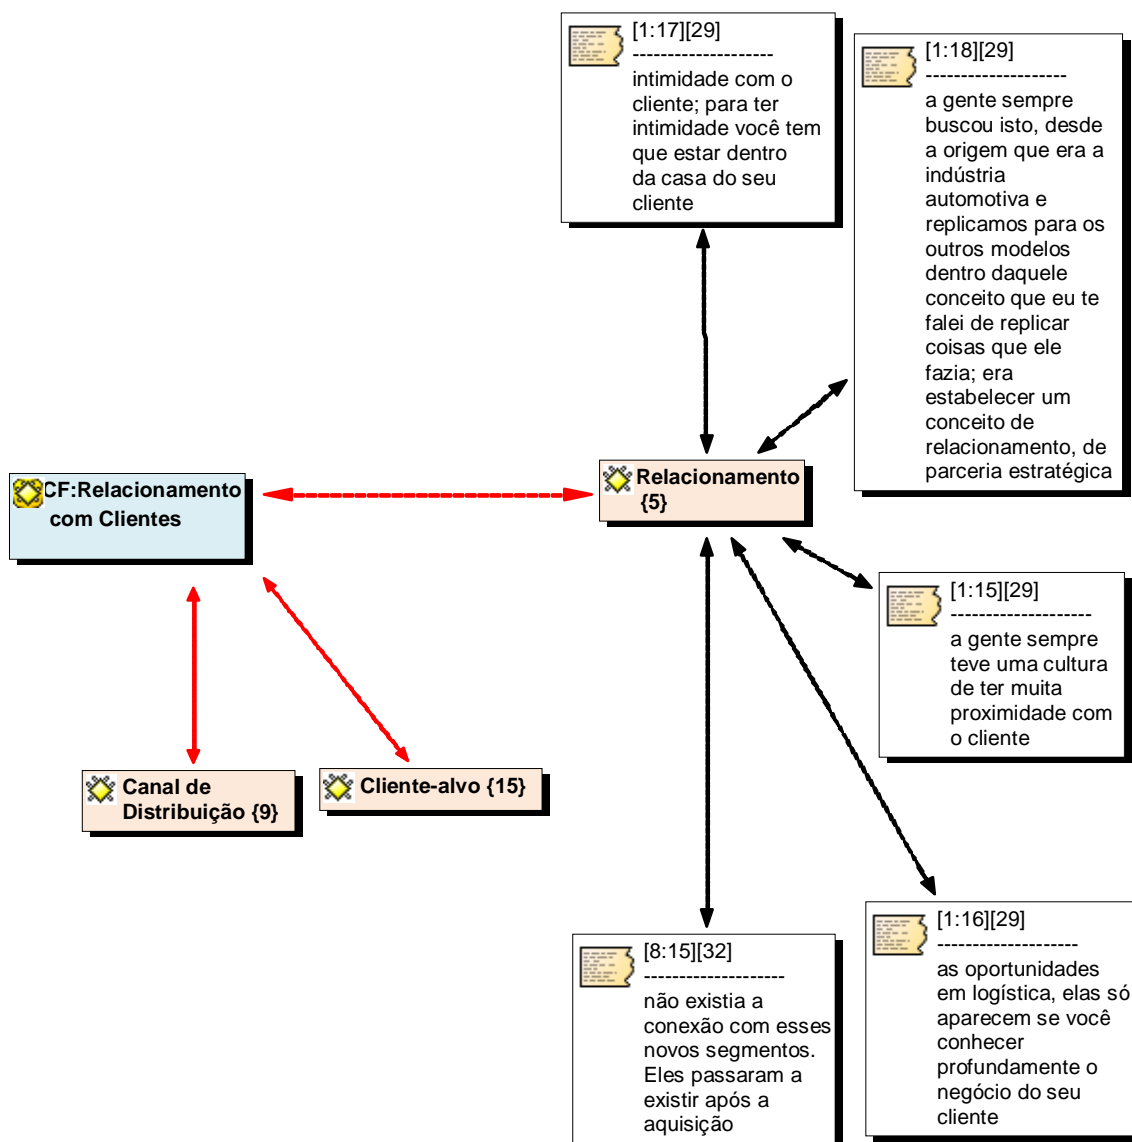 [1:17][29]
--------------------
intimidade com o
cliente; para ter
intimidade você tem
que estar dentro
da casa do seu
cliente
[1:18][29]
--------------------
a gente sempre
buscou isto, desde
a origem que era a
indústria
automotiva e
replicamos para os
outros modelos
dentro daquele
conceito que eu te
falei de replicar
coisas que ele
fazia; era
estabelecer um
conceito de
relacionamento, de
parceria estratégica
CF:Relacionamento
com Clientes
Relacionamento
{5}
[1:15][29]
--------------------
a gente sempre
teve uma cultura
de ter muita
proximidade com
o cliente
Canal de
Distribuição {9}
Cliente-alvo {15}
[8:15][32]
--------------------
não existia a
conexão com esses
novos segmentos.
Eles passaram a
existir após a
aquisição
[1:16][29]
--------------------
as oportunidades
em logística, elas só
aparecem se você
conhecer
profundamente o
negócio do seu
cliente